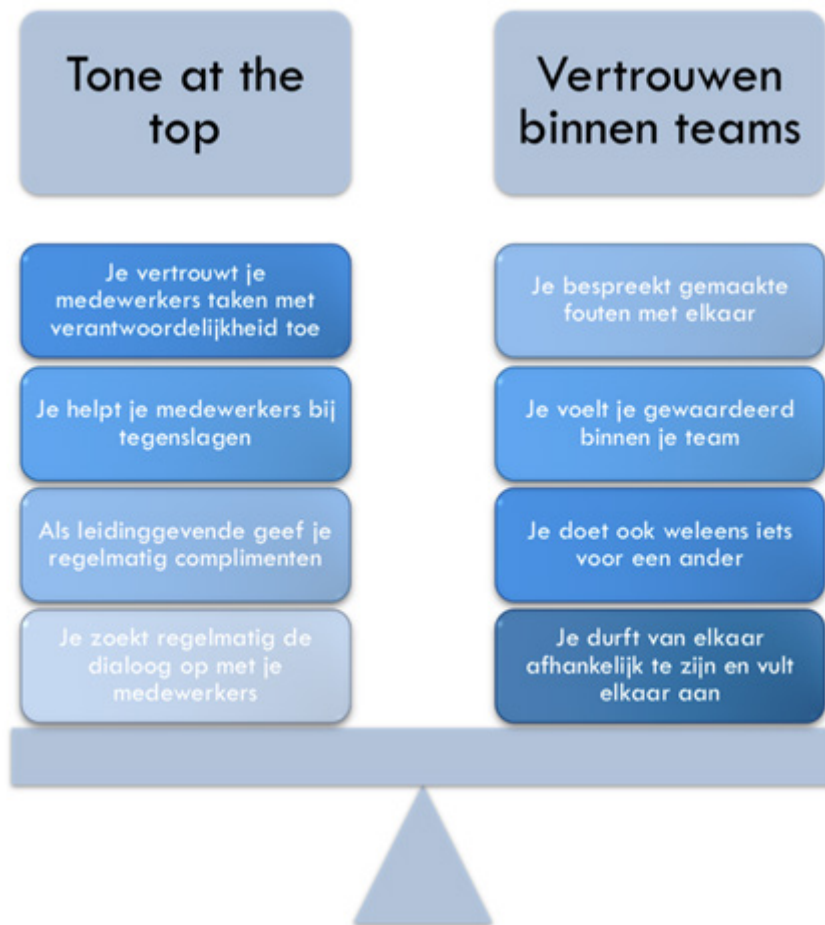 Tone at the
top
Vertrouwen
binnen teams
Je vertrouwt je
medewerkers taken met
verantwoordelijkheid toe
Je helpt je medewerkers bij
tegenslagen
Als leidinggevende geef je
regelmatig complimenten
Je zoekt regelmatig de
dialoog op met je
medewerkers
Je bespreekt gemaakte
fouten met elkaar
Je voelt je gewaardeerd
binnen je team
Je doet ook weleens iets
voor een ander
Je durft van elkaar
afhankelijk te zijn en vult
elkaar aan